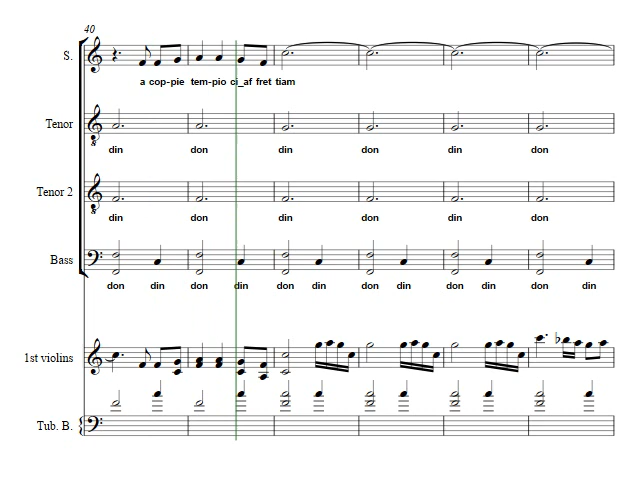 40
S.
a cop-pie tem-pio ci_af fret tiam
Tenor
din don din don din don
Tenor 2
din don din don din don
Bass
don din don din don din don din don din don din
1st violins
Tub. B.